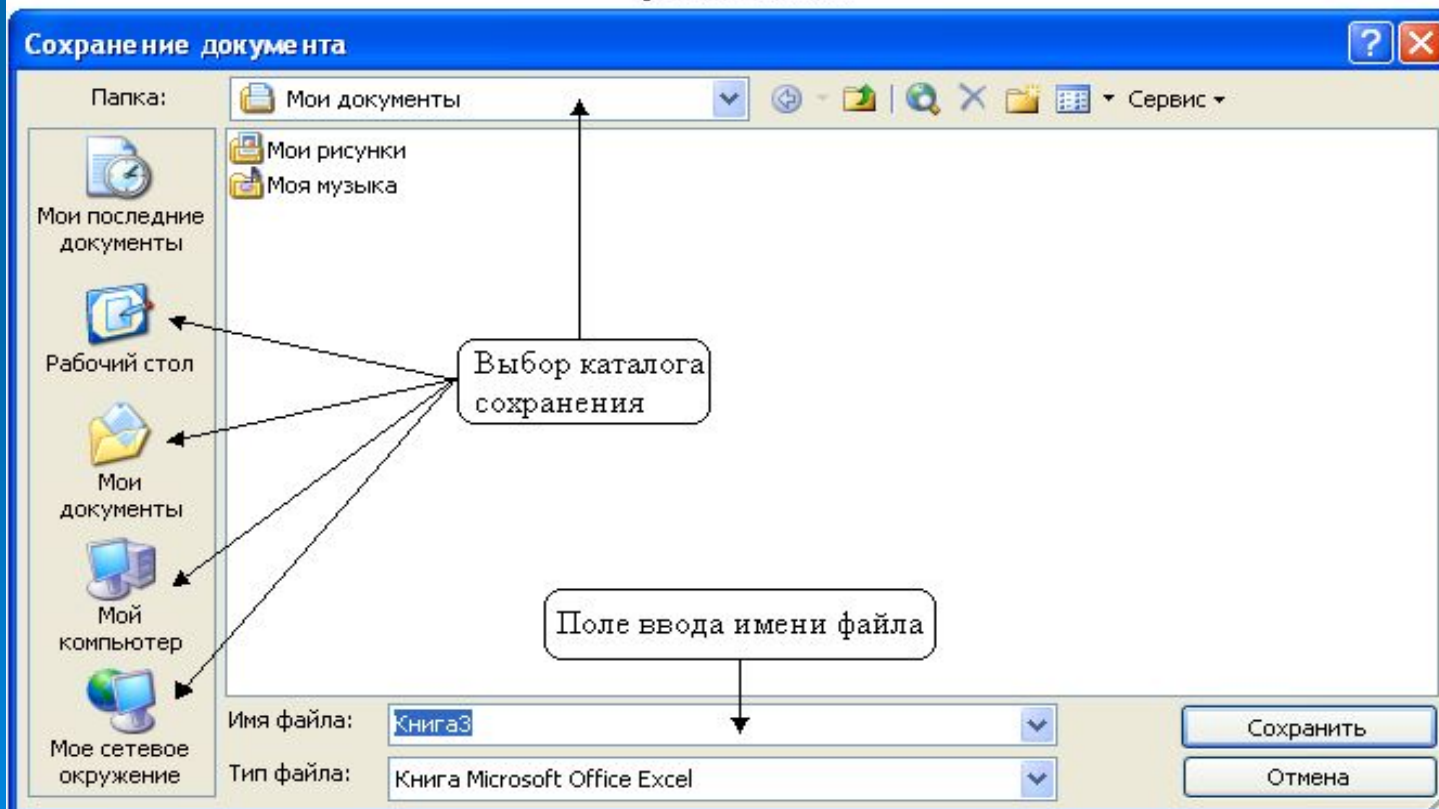 Сохранение документа
Папка:
Мои документы
Сервис
Мои рисунки
Моя музыка
Мои последние
документы
Рабочий стол
Мои
документы
Мой
компьютер
Мое сетевое
окружение
Выбор каталога
сохранения
Поле ввода имени файла
Имя файла:
Книга3
Сохранить
Тип файла:
Книга Microsoft Office Excel
Отмена